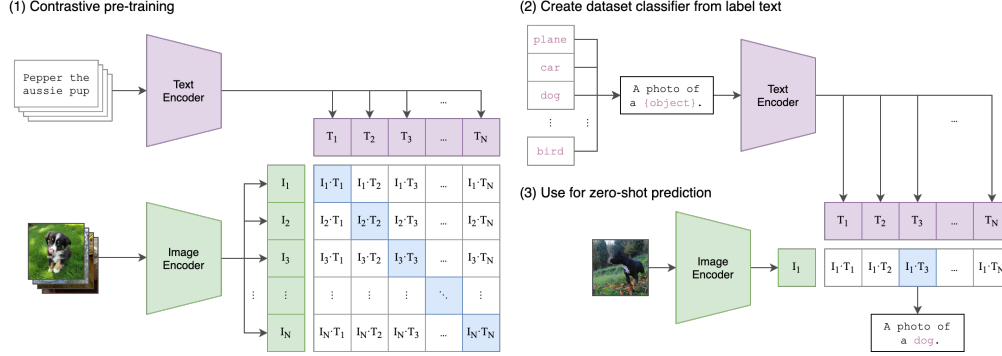 (1) Contrastive pre-training
Pepper the
aussie pup
Text
Encoder
...
T1 T2 T3 ... TN
I1 I1·T1 I1·T2 I1·T3 ... I1·TN
I2 I2·T1 I2·T2 I2·T3 ... I2·TN
Image
Encoder
I3 I3·T1 I3·T2 I3·T3 ... I3·TN
⋮ ⋮ ⋮ ⋮ ⋱ ⋮
IN IN·T1 IN·T2 IN·T3 ... IN·TN
(2) Create dataset classifier from label text
plane
car
dog
⋮ ⋮
bird
A photo of
a {object}.
Text
Encoder
...
(3) Use for zero-shot prediction
T1 T2 T3 ... TN
Image
Encoder
I1 I1·T1 I1·T2 I1·T3 ... I1·TN
A photo of
a dog.